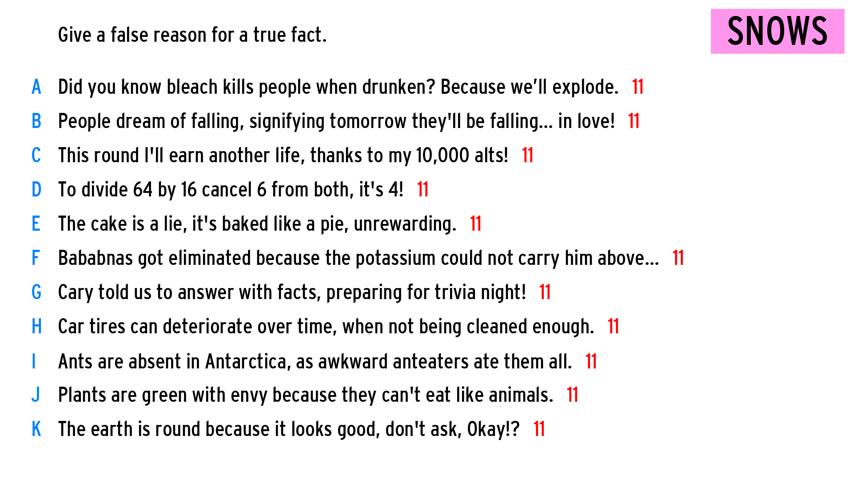 Give a false reason for a true fact.
SNOWS
A Did you know bleach kills people when drunken? Because we'll explode. 11
B People dream of falling, signifying tomorrow they'll be falling... in love! 11
C This round I'll earn another life, thanks to my 10,000 alts! 11
D To divide 64 by 16 cancel 6 from both, it's 4! 11
E The cake is a lie, it's baked like a pie, unrewarding. 11
F Bababnas got eliminated because the potassium could not carry him above... 11
G Cary told us to answer with facts, preparing for trivia night! 11
H Car tires can deteriorate over time, when not being cleaned enough. 11
I Ants are absent in Antarctica, as awkward anteaters ate them all. 11
J Plants are green with envy because they can't eat like animals. 11
K The earth is round because it looks good, don't ask, Okay!? 11